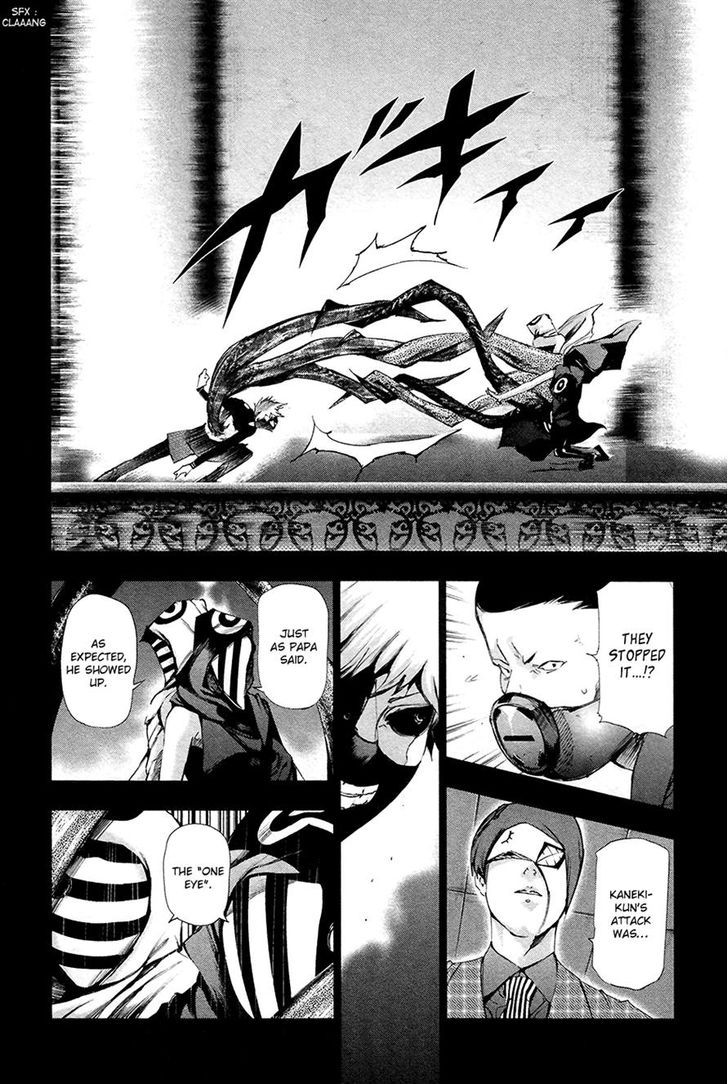 SFX :
CLAAANG
ガギィィ
THEY
STOPPED
IT...!?
KANEKI-
KUN'S
ATTACK
WAS...
JUST
AS PAPA
SAID.
AS
EXPECTED,
HE SHOWED
UP.
THE "ONE
EYE".